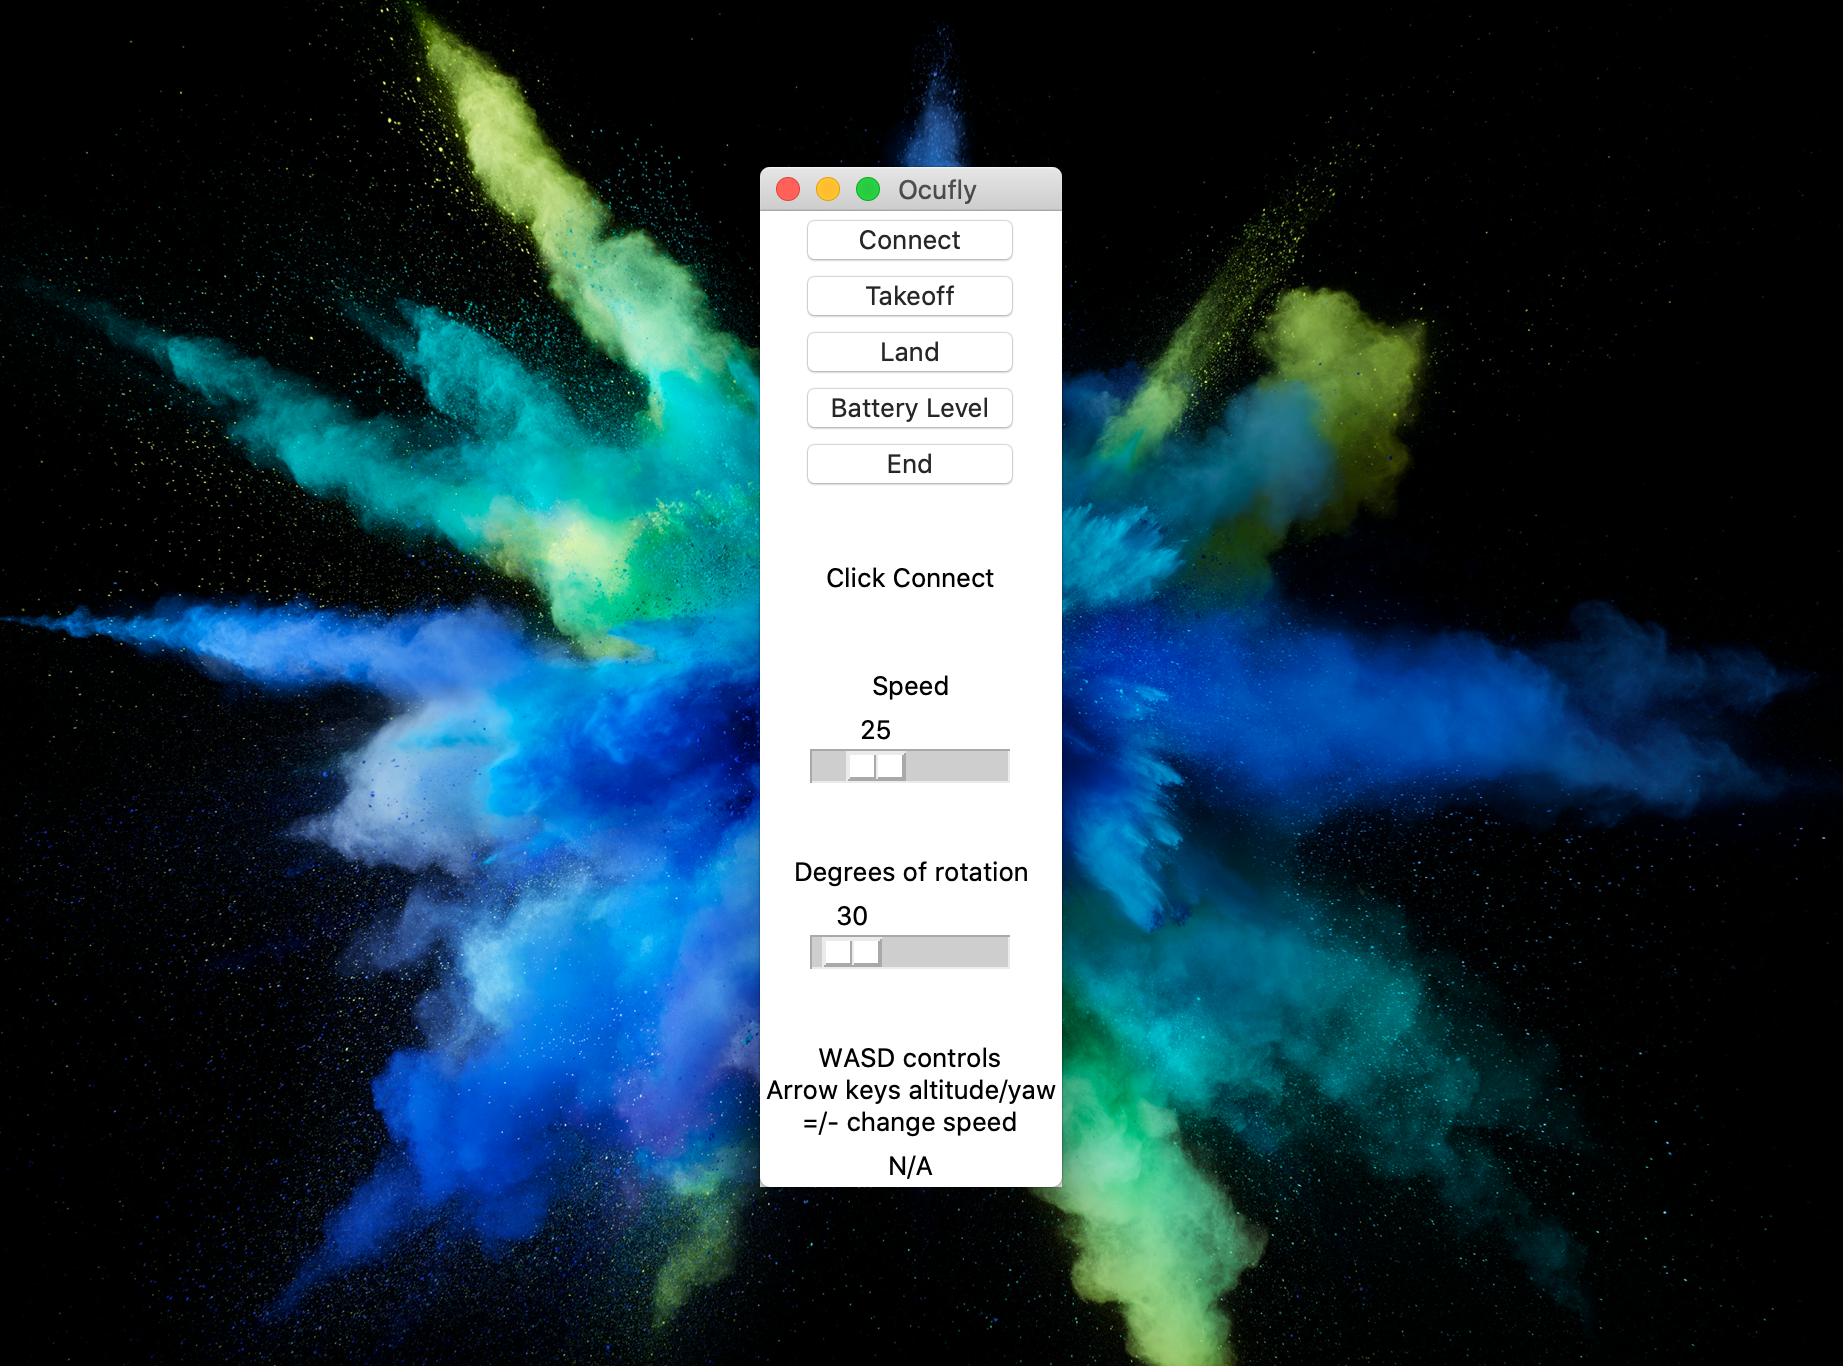 Ocufly
Connect
Takeoff
Land
Battery Level
End
Click Connect
Speed
25
Degrees of rotation
30
WASD controls
Arrow keys altitude/yaw
=/- change speed
N/A